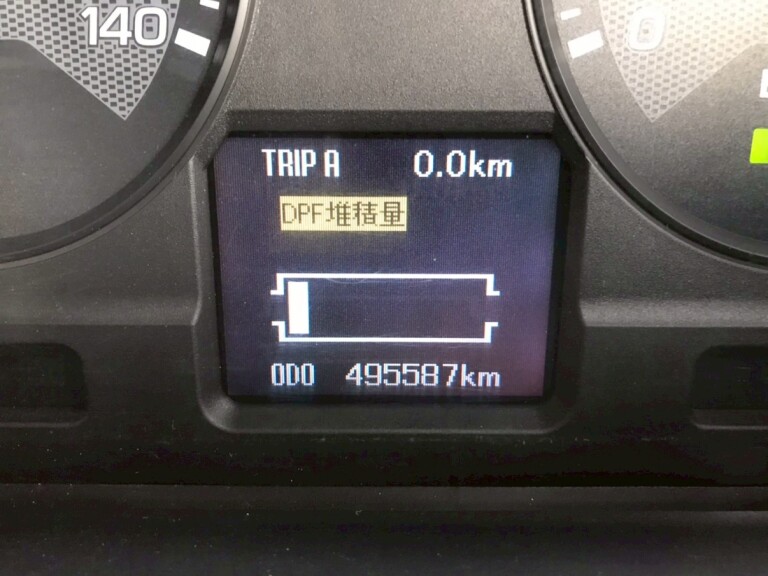 140
0
TRIP A 0.0km
DPF堆積量
ODO 495587km